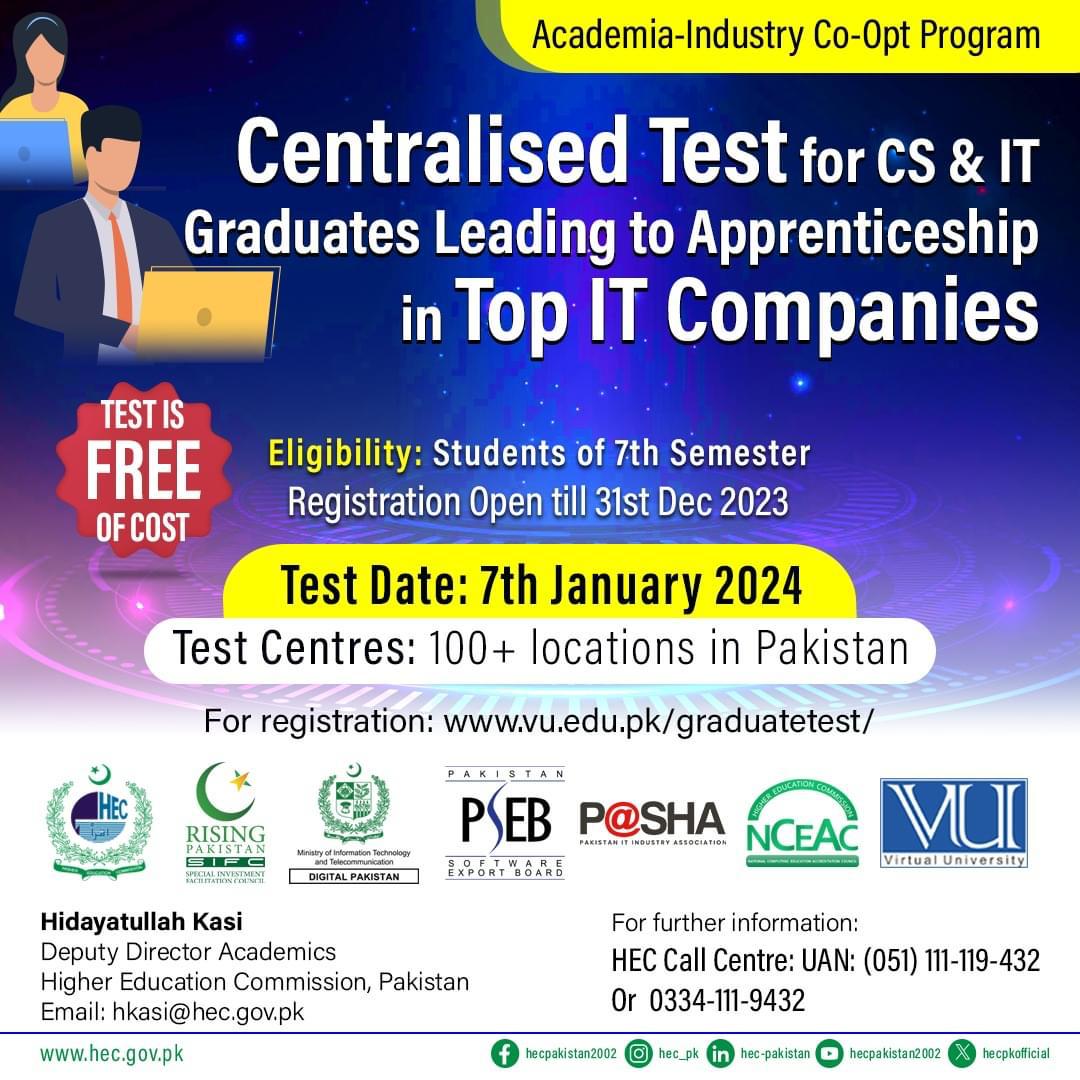 Academia-Industry Co-Opt Program
Centralised Test for CS & IT
Graduates Leading to Apprenticeship
in Top IT Companies
TEST IS
FREE
OF COST
Eligibility: Students of 7th Semester
Registration Open till 31st Dec 2023
Test Date: 7th January 2024
Test Centres: 100+ locations in Pakistan
For registration: www.vu.edu.pk/graduatetest/
HEC
HIGHER EDUCATION COMMISSION
RISING
PAKISTAN
SIFC
SPECIAL INVESTMENT
FACILITATION COUNCIL
Ministry of Information Technology
and Telecommunication
DIGITAL PAKISTAN
PAKISTAN
PSEB
SOFTWARE
EXPORT BOARD
P@SHA
PAKISTAN IT INDUSTRY ASSOCIATION
HIGHER EDUCATION COMMISSION
NCEAC
NATIONAL COMPUTING EDUCATION ACCREDITATION COUNCIL
VU
Virtual University
Hidayatullah Kasi
Deputy Director Academics
Higher Education Commission, Pakistan
Email: hkasi@hec.gov.pk
For further information:
HEC Call Centre: UAN: (051) 111-119-432
Or 0334-111-9432
www.hec.gov.pk
hecpakistan2002
hec_pk
hec-pakistan
hecpakistan2002
hecpkofficial